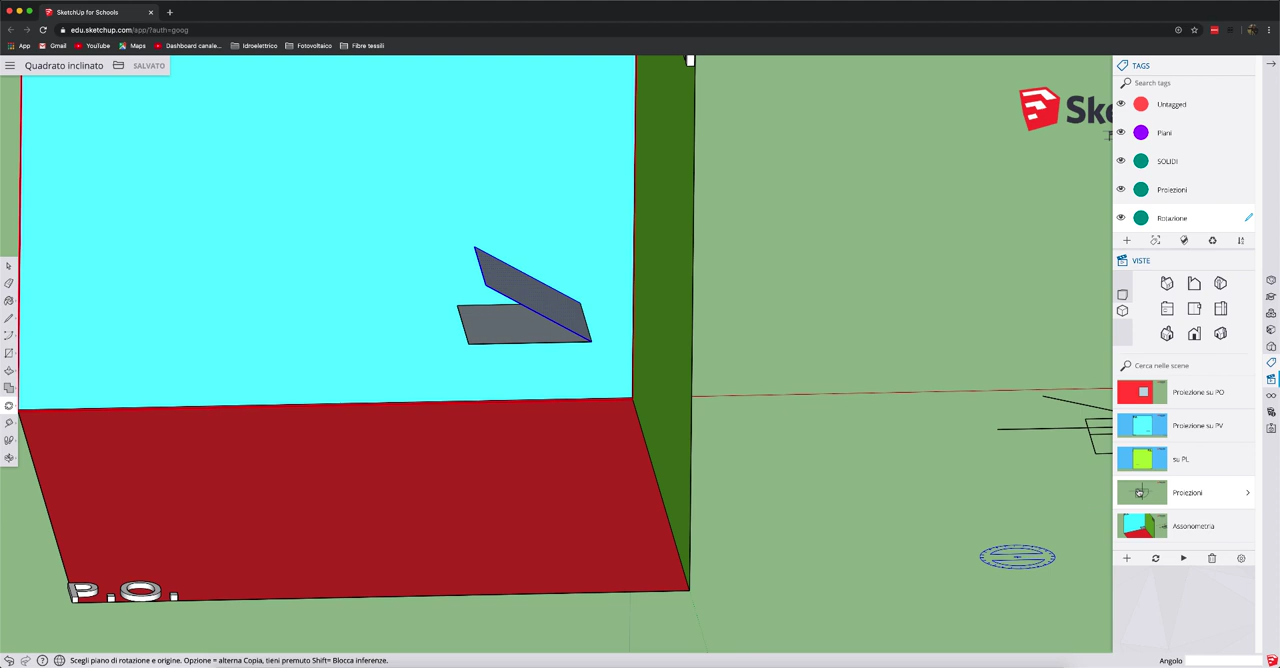 SketchUp for Schools
edu.sketchup.com/app/?auth=goog
App
Gmail
YouTube
Maps
Dashboard canale...
Idroelettrico
Fotovoltaico
Fibre tessili
Quadrato inclinato
SALVATO
TAGS
Search tags
Untagged
Piani
SOLIDI
Proiezioni
Rotazione
VISTE
Cerca nelle scene
Proiezione su PO
Proiezione su PV
su PL
Proiezioni
Assonometria
Ske
P.O.
Scegli piano di rotazione e origine. Opzione = alterna Copia, tieni premuto Shift= Blocca inferenze.
Angolo